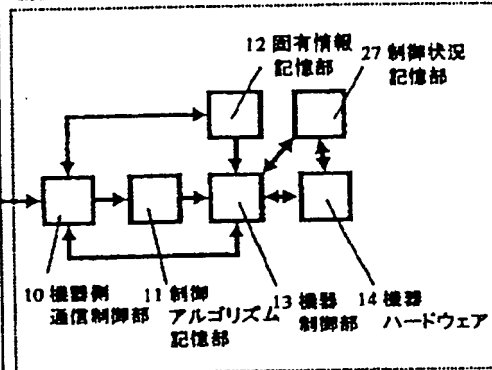 12 固有情報
記憶部
27 制御状況
記憶部
10 機器側
通信制御部
11 制御
アルゴリズム
記憶部
13 機器
制御部
14 機器
ハードウェア